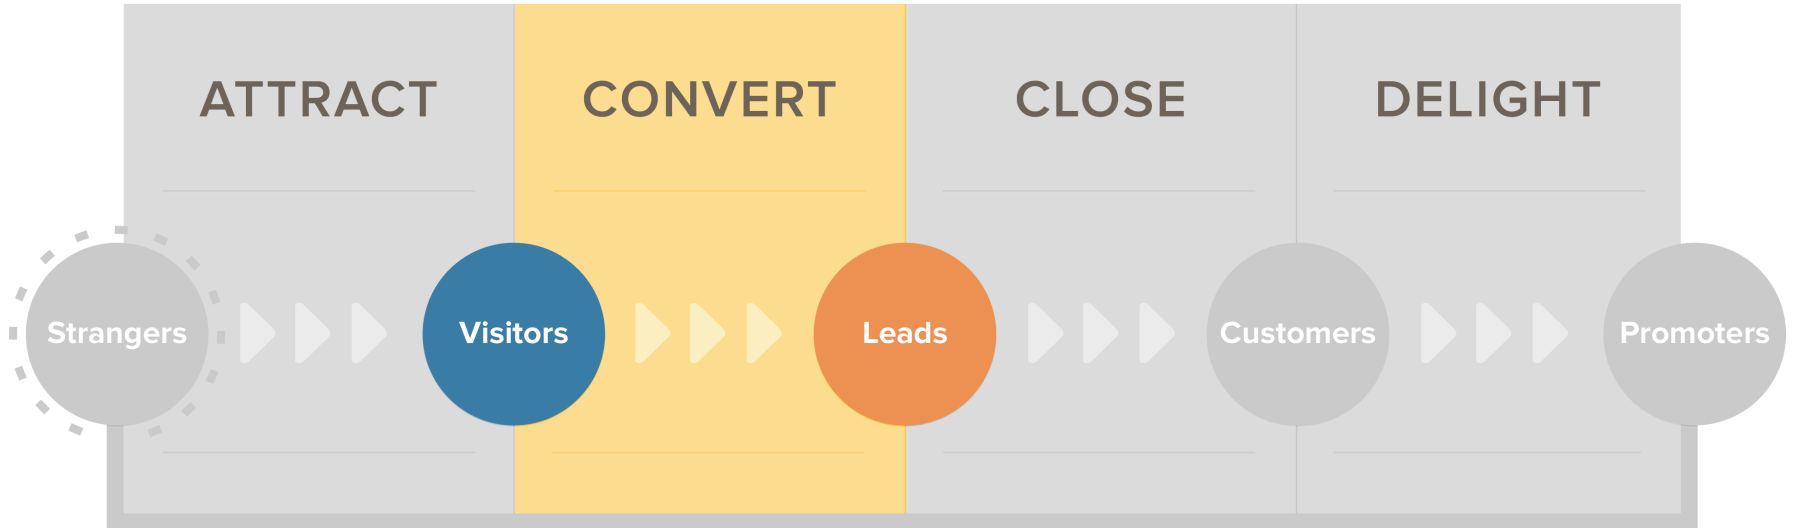 ATTRACT
CONVERT
CLOSE
DELIGHT
Strangers
Visitors
Leads
Customers
Promoters